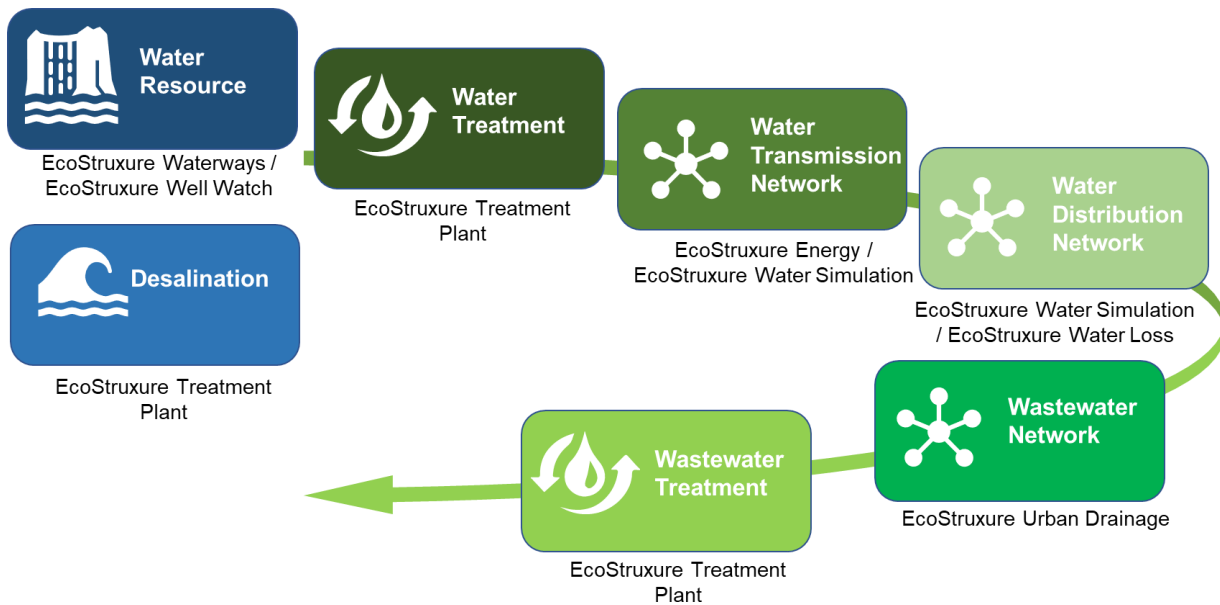 Water
Resource
EcoStruxure Waterways /
EcoStruxure Well Watch
Water
Treatment
EcoStruxure Treatment
Plant
Water
Transmission
Network
EcoStruxure Energy /
EcoStruxure Water Simulation
Water
Distribution
Network
EcoStruxure Water Simulation
/ EcoStruxure Water Loss
Desalination
EcoStruxure Treatment
Plant
Wastewater
Network
EcoStruxure Urban Drainage
Wastewater
Treatment
EcoStruxure Treatment
Plant